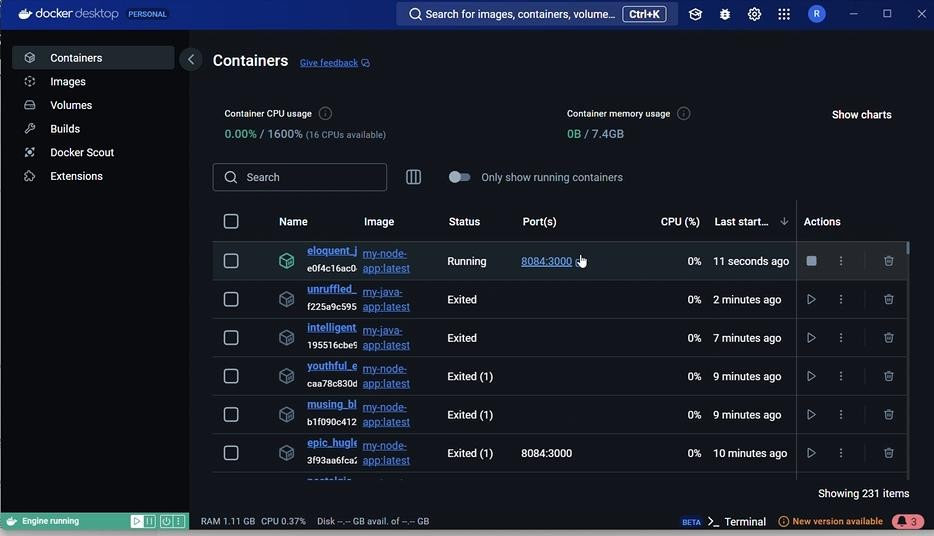 docker desktop PERSONAL
Search for images, containers, volume... Ctrl+K
R
Containers
Images
Volumes
Builds
Docker Scout
Extensions
Containers Give feedback
Container CPU usage
0.00% / 1600% (16 CPUs available)
Container memory usage
0B / 7.4GB
Show charts
Search
Only show running containers
Name Image Status Port(s) CPU (%) Last start... Actions
eloquent_j
e0f4c16ac0
my-node-
app:latest
Running 8084:3000 0% 11 seconds ago
unruffled_
f225a9c595
my-java-
app:latest
Exited 0% 2 minutes ago
intelligent
195516cbe9
my-java-
app:latest
Exited 0% 7 minutes ago
youthful_e
caa78c830d
my-node-
app:latest
Exited (1) 0% 9 minutes ago
musing_bl
b1f090c412
my-node-
app:latest
Exited (1) 0% 9 minutes ago
epic_hugle
3f93aa6fca2
my-node-
app:latest
Exited (1) 8084:3000 0% 10 minutes ago
Showing 231 items
Engine running
RAM 1.11 GB CPU 0.37% Disk --.-- GB avail. of --.-- GB
BETA >_ Terminal
New version available
3